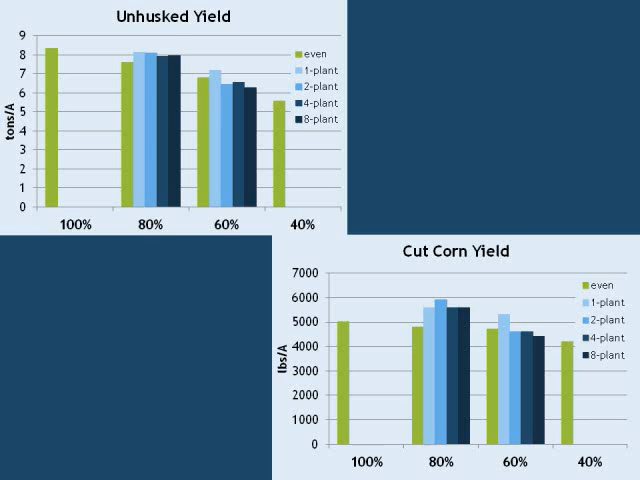 Unhusked Yield
9
8
7
6
5
4
3
2
1
0
tons/A
even
1-plant
2-plant
4-plant
8-plant
100% 80% 60% 40%
Cut Corn Yield
7000
6000
5000
4000
3000
2000
1000
0
lbs/A
even
1-plant
2-plant
4-plant
8-plant
100% 80% 60% 40%